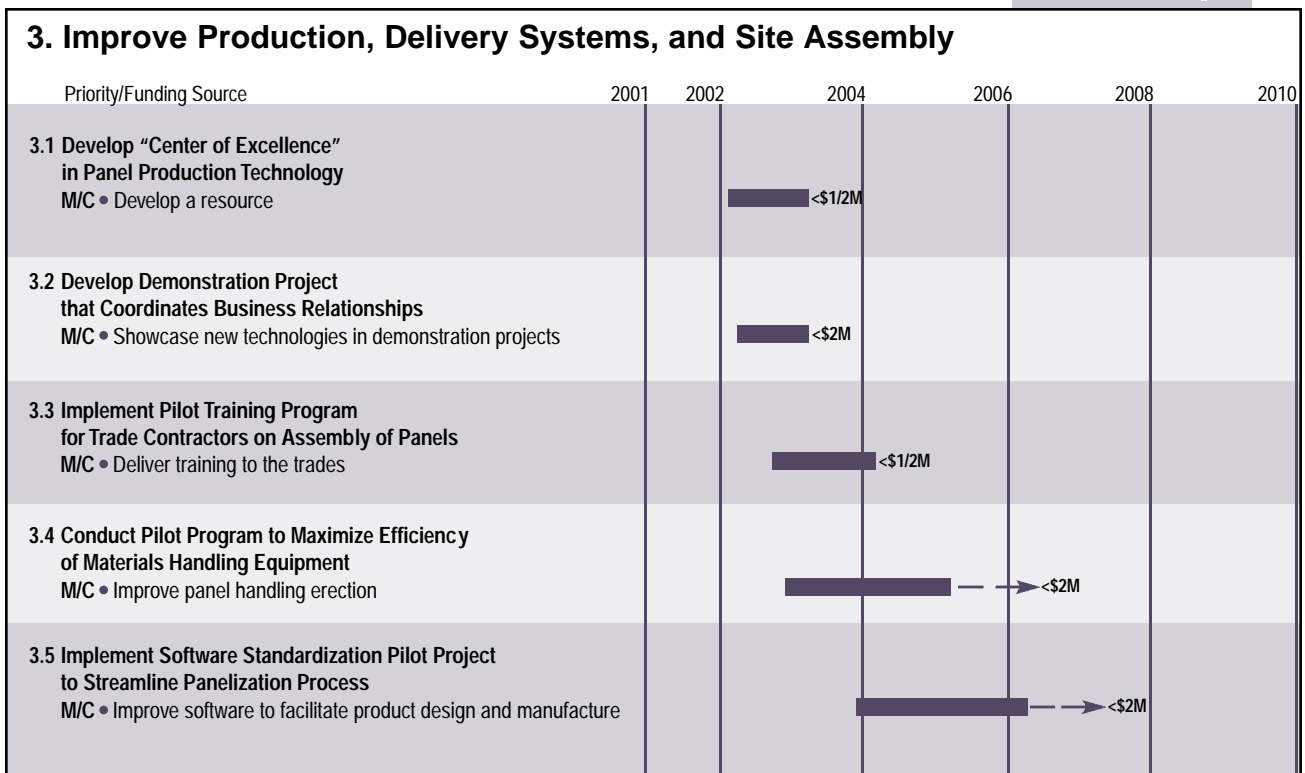 3. Improve Production, Delivery Systems, and Site Assembly
Priority/Funding Source 2001 2002 2004 2006 2008 2010
3.1 Develop “Center of Excellence”
in Panel Production Technology
M/C • Develop a resource <$1/2M
3.2 Develop Demonstration Project
that Coordinates Business Relationships
M/C • Showcase new technologies in demonstration projects <$2M
3.3 Implement Pilot Training Program
for Trade Contractors on Assembly of Panels
M/C • Deliver training to the trades <$1/2M
3.4 Conduct Pilot Program to Maximize Efficiency
of Materials Handling Equipment
M/C • Improve panel handling erection <$2M
3.5 Implement Software Standardization Pilot Project
to Streamline Panelization Process
M/C • Improve software to facilitate product design and manufacture <$2M